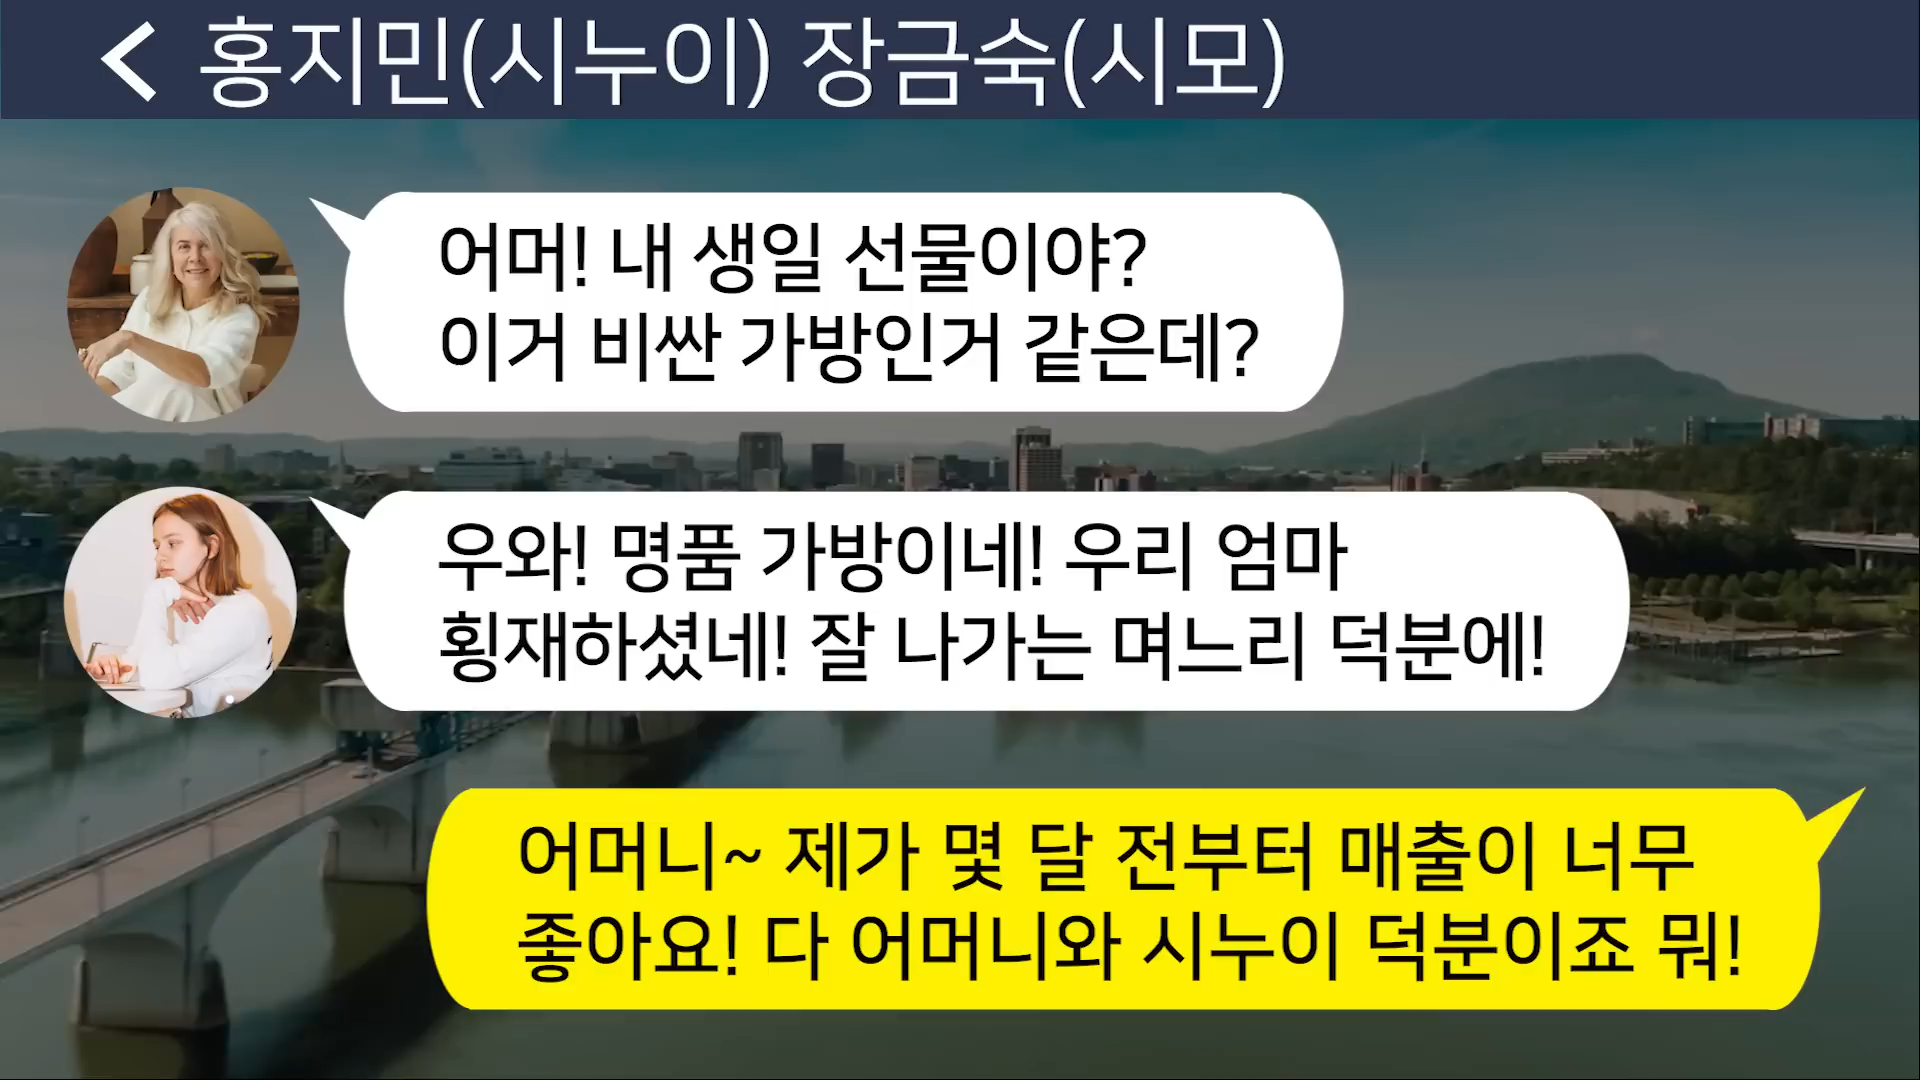 홍지민(시누이) 장금숙(시모)
어머! 내 생일 선물이야?
이거 비싼 가방인거 같은데?
우와! 명품 가방이네! 우리 엄마
횡재하셨네! 잘 나가는 며느리 덕분에!
어머니~ 제가 몇 달 전부터 매출이 너무
좋아요! 다 어머니와 시누이 덕분이죠 뭐!